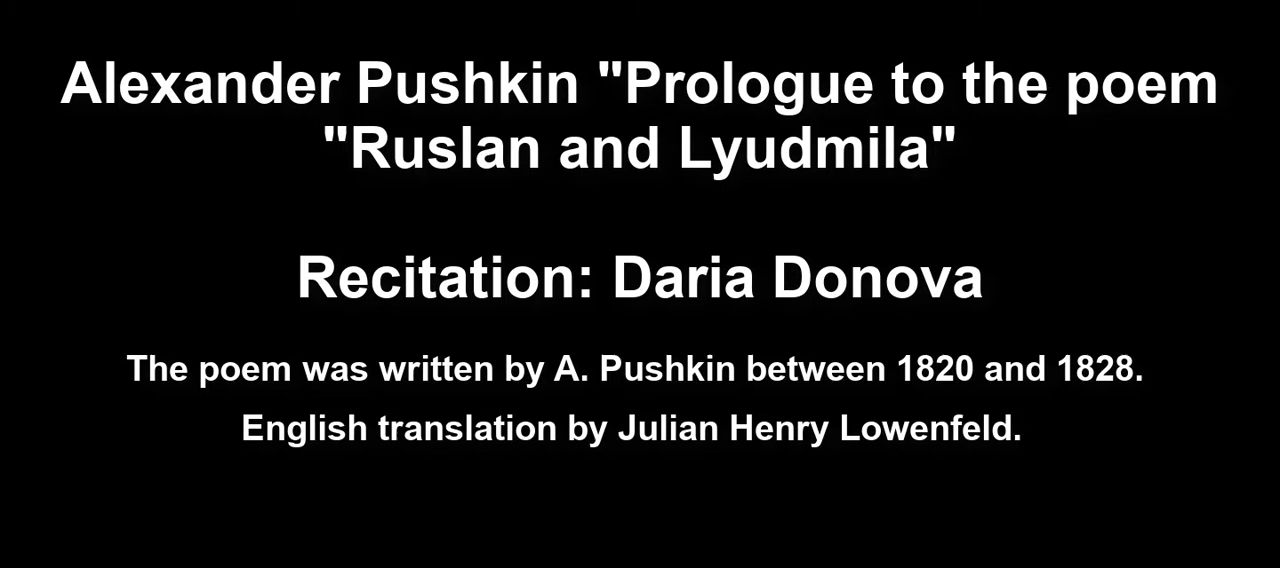 Alexander Pushkin "Prologue to the poem
"Ruslan and Lyudmila"
Recitation: Daria Donova
The poem was written by A. Pushkin between 1820 and 1828.
English translation by Julian Henry Lowenfeld.